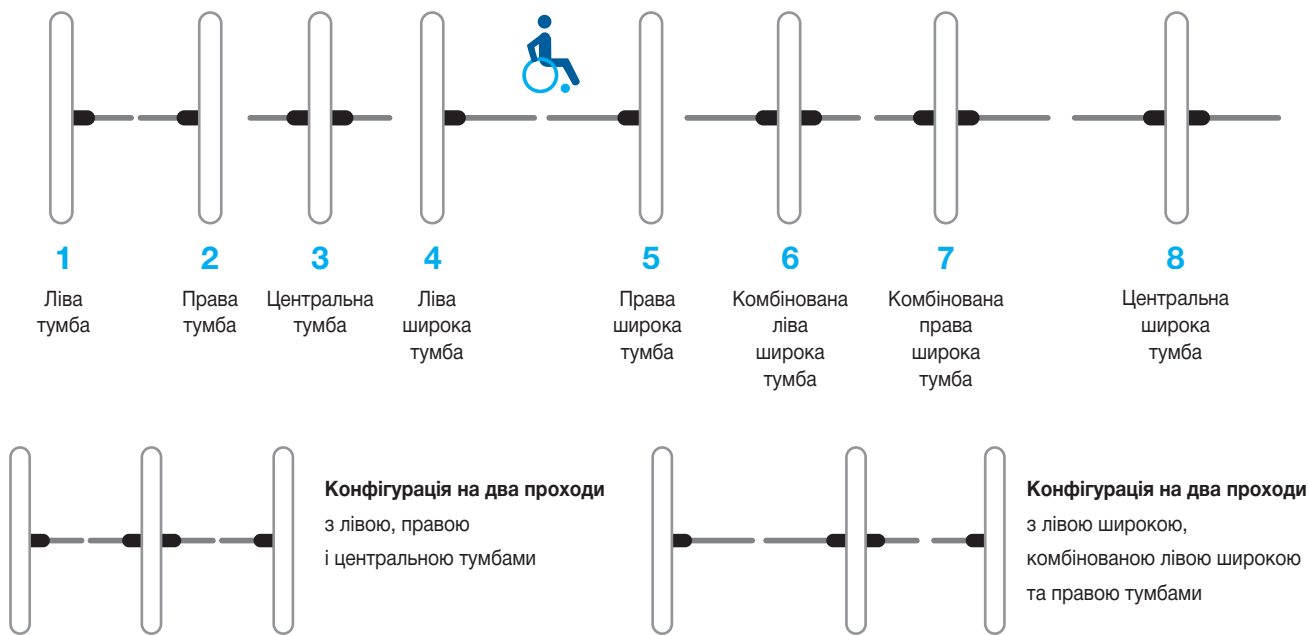 1
Ліва
тумба
2
Права
тумба
3
Центральна
тумба
4
Ліва
широка
тумба
5
Права
широка
тумба
6
Комбінована
ліва
широка
тумба
7
Комбінована
права
широка
тумба
8
Центральна
широка
тумба
Конфігурація на два проходи
з лівою, правою
і центральною тумбами
Конфігурація на два проходи
з лівою широкою,
комбінованою лівою широкою
та правою тумбами